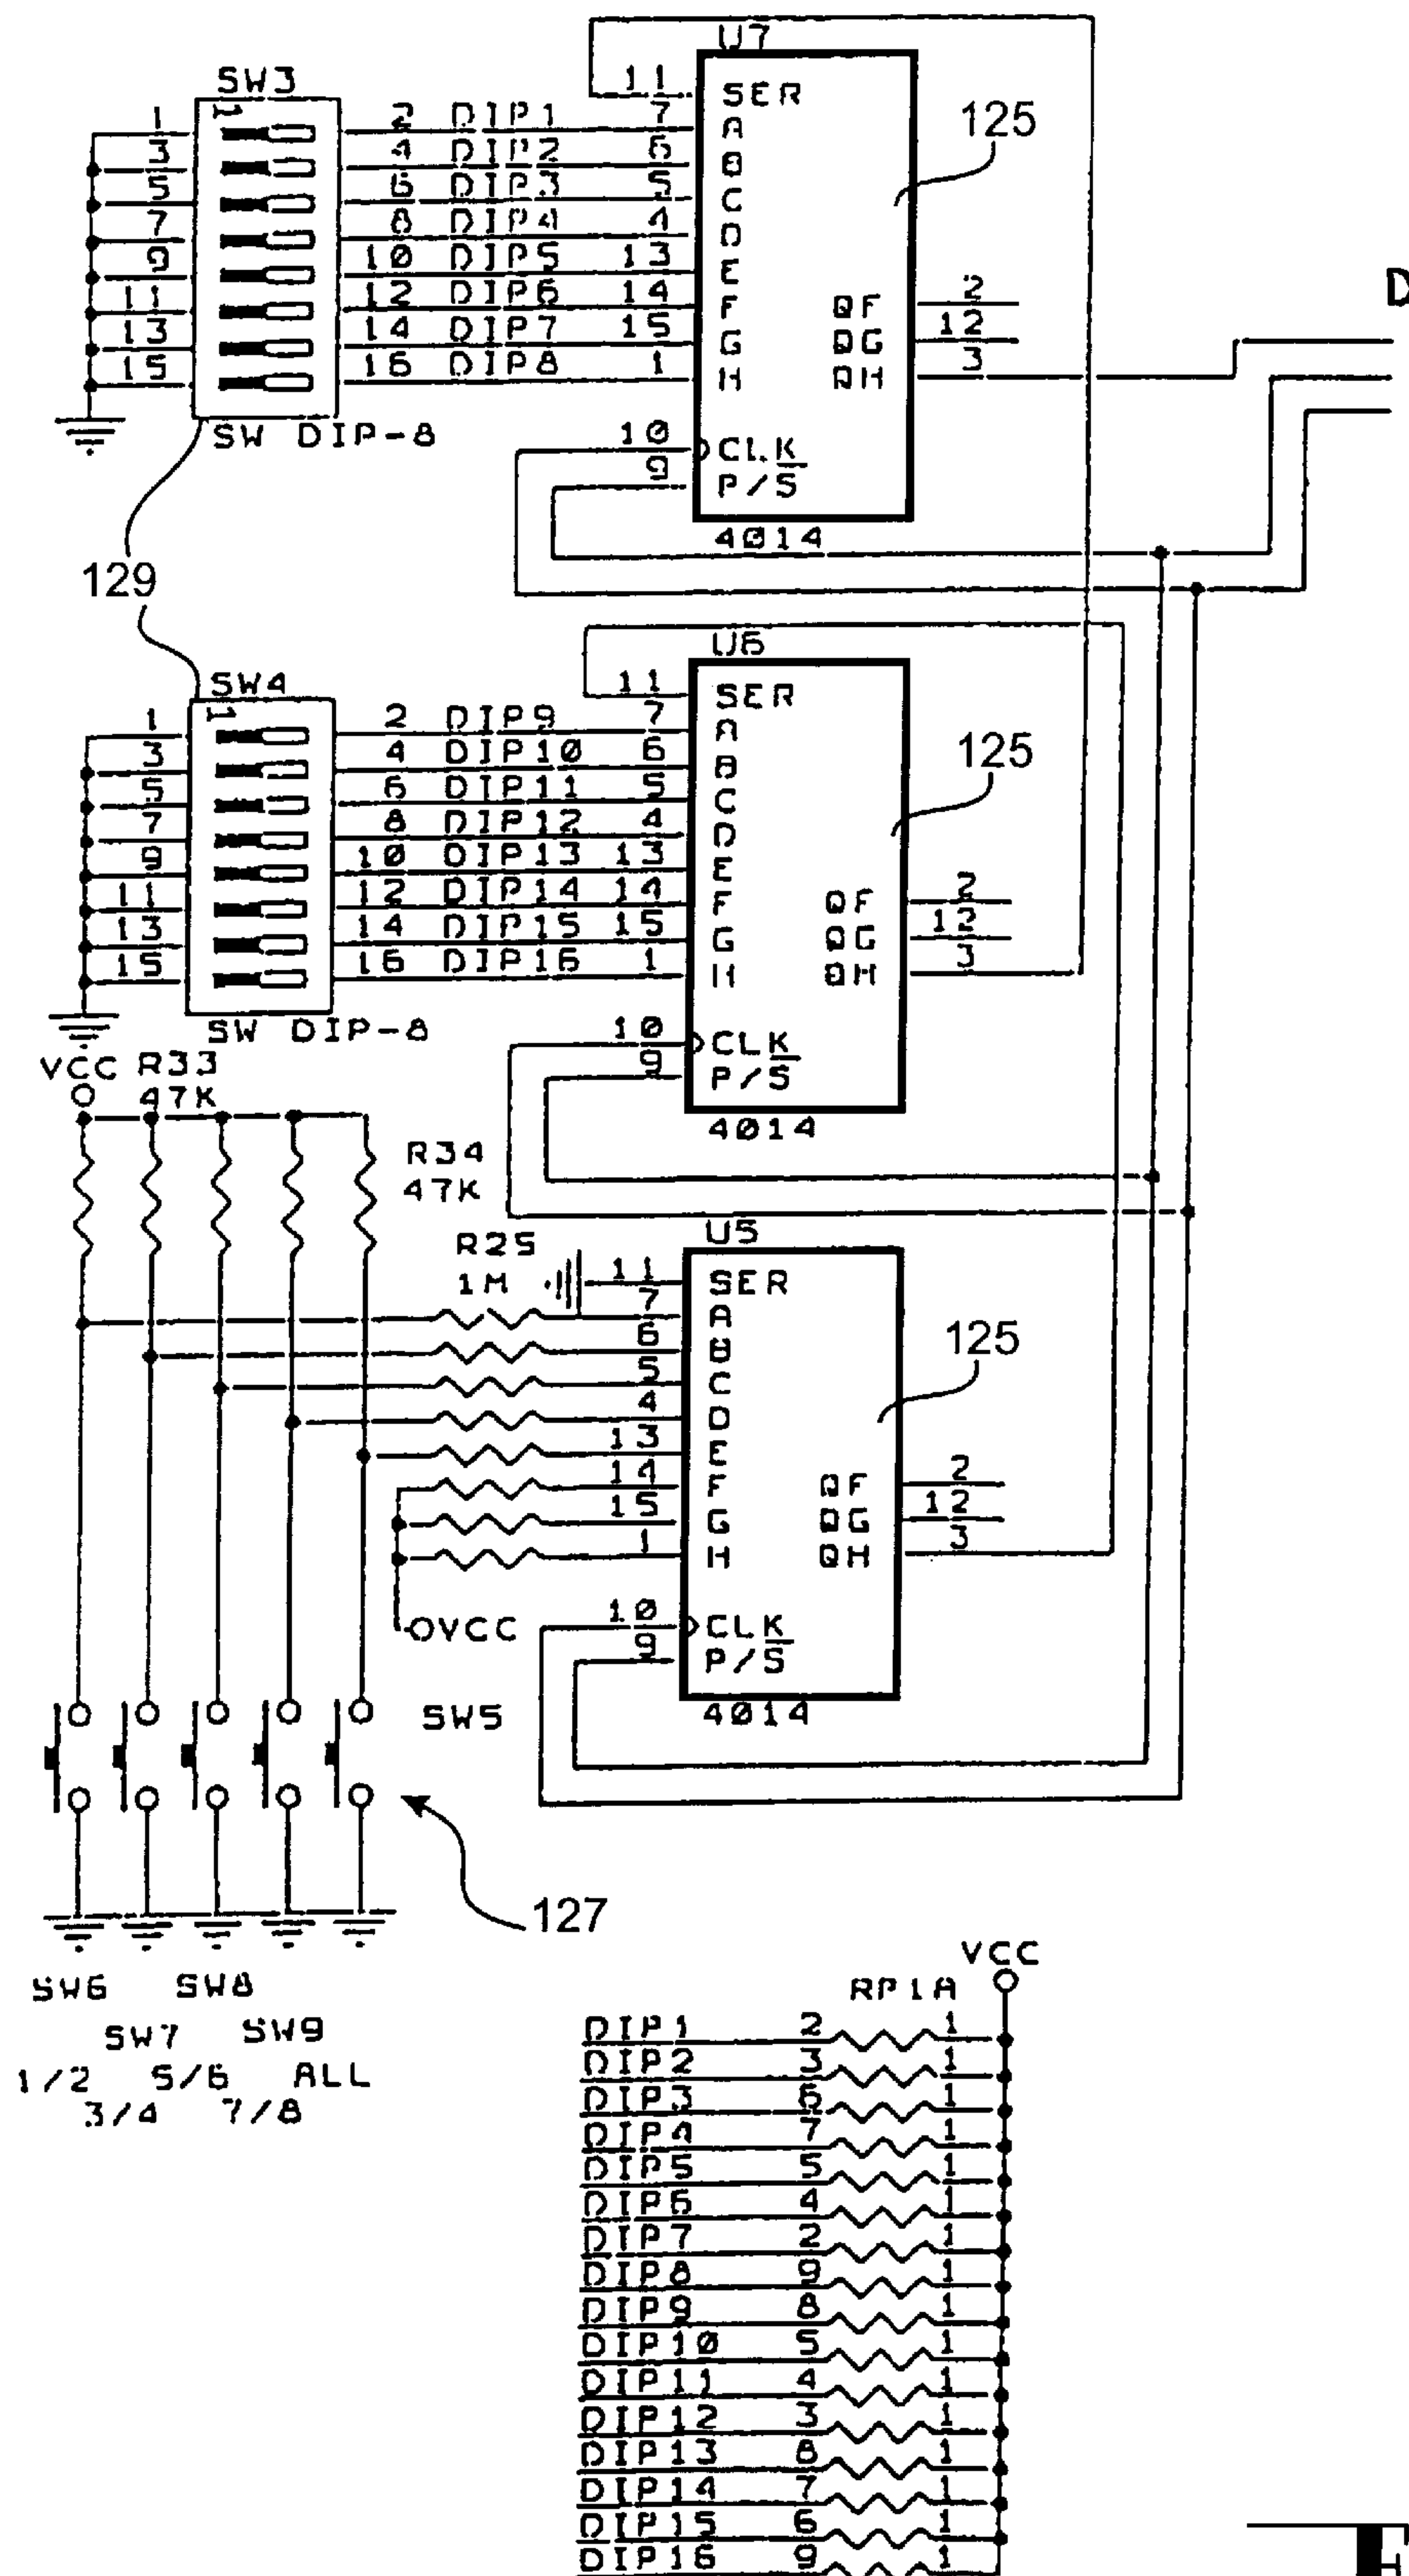 U7
SW3
11 SER
1 2 DIP1 7 A
3 4 DIP2 6 B
5 6 DIP3 5 C
7 8 DIP4 4 D
9 10 DIP5 13 E
11 12 DIP6 14 F QF 2
13 14 DIP7 15 G QG 12
15 16 DIP8 1 H QH 3
SW DIP-8
10 CLK
9 P/S
4014
125
D
129
U6
SW4
11 SER
1 2 DIP9 7 A
3 4 DIP10 6 B
5 6 DIP11 5 C
7 8 DIP12 4 D
9 10 DIP13 13 E
11 12 DIP14 14 F QF 2
13 14 DIP15 15 G QG 12
15 16 DIP16 1 H QH 3
SW DIP-8
10 CLK
9 P/S
4014
125
VCC R33
47K
R34
47K
U5
R25
1M
11 SER
7 A
6 B
5 C
4 D
13 E
14 F QF 2
15 G QG 12
1 H QH 3
VCC
10 CLK
9 P/S
4014
125
SW5
127
SW6 SW8
SW7 SW9
1/2 5/6 ALL
3/4 7/8
VCC
RP1A
DIP1 2 1
DIP2 3 1
DIP3 6 1
DIP4 7 1
DIP5 5 1
DIP6 4 1
DIP7 2 1
DIP8 9 1
DIP9 8 1
DIP10 5 1
DIP11 4 1
DIP12 3 1
DIP13 8 1
DIP14 7 1
DIP15 6 1
DIP16 9 1